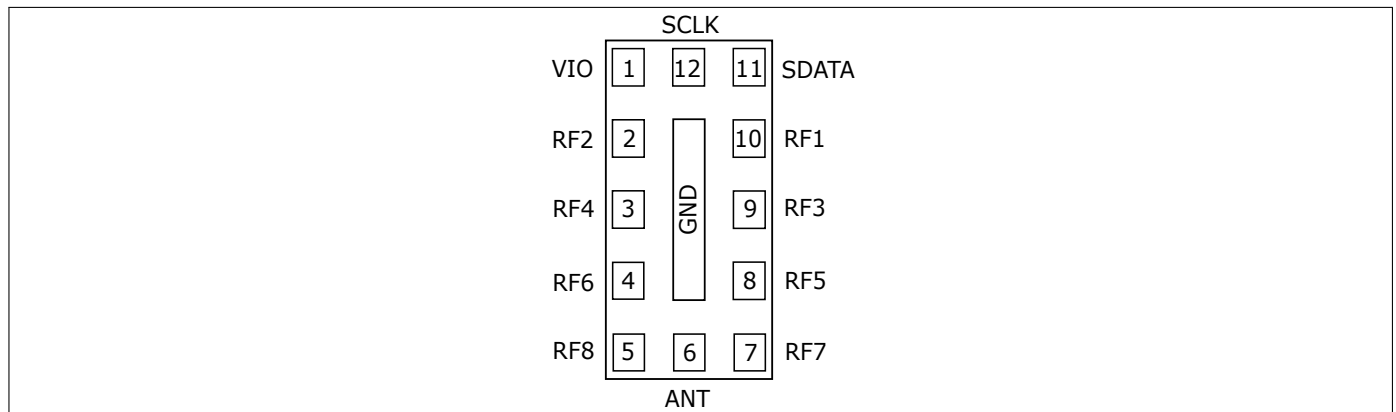 SCLK
VIO 1 12 11 SDATA
RF2 2 10 RF1
RF4 3 GND 9 RF3
RF6 4 8 RF5
RF8 5 6 7 RF7
ANT